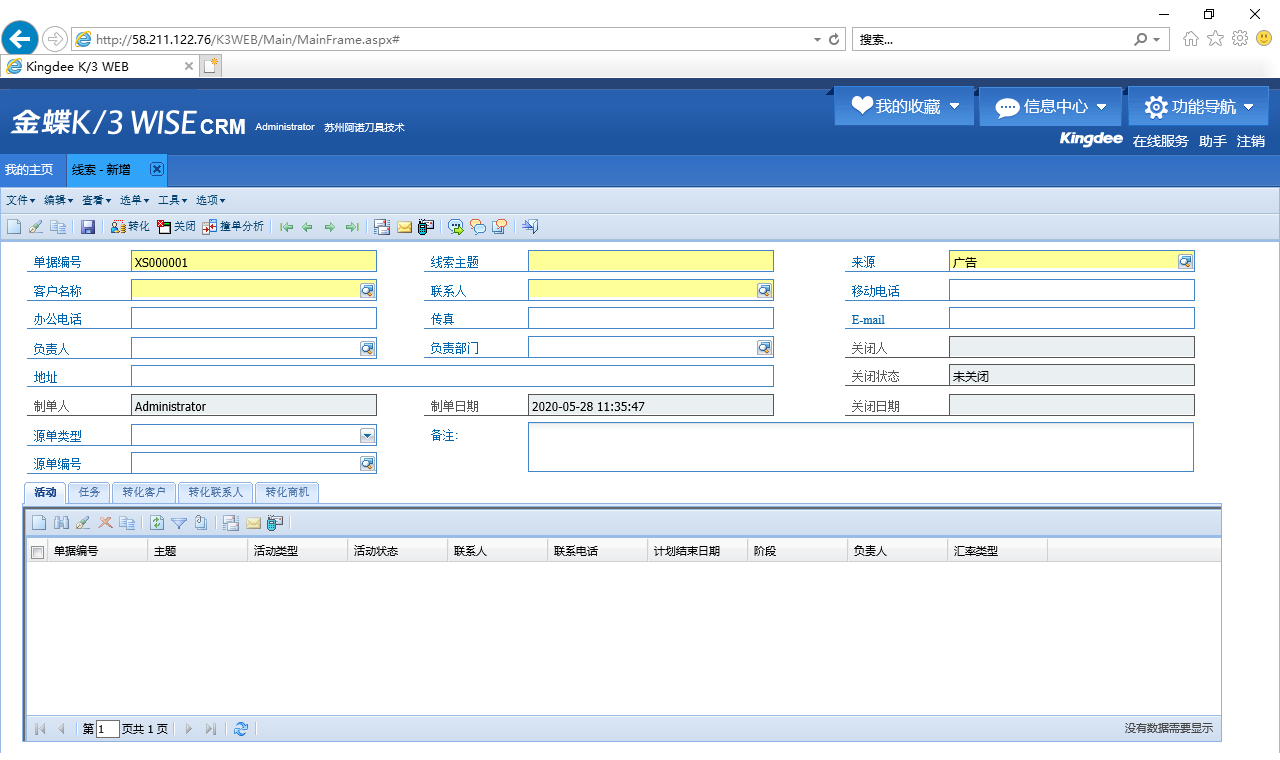 http://58.211.122.76/K3WEB/Main/MainFrame.aspx#
搜索...
Kingdee K/3 WEB
我的收藏
信息中心
功能导航
金蝶K/3 WISE CRM Administrator 苏州阿诺刀具技术
Kingdee 在线服务 助手 注销
我的主页 线索 - 新增
文件 编辑 查看 选单 工具 选项
转化 关闭 撞单分析
单据编号 XS000001 线索主题 来源 广告
客户名称 联系人 移动电话
办公电话 传真 E-mail
负责人 负责部门 关闭人
地址 关闭状态 未关闭
制单人 Administrator 制单日期 2020-05-28 11:35:47 关闭日期
源单类型 备注:
源单编号
活动 任务 转化客户 转化联系人 转化商机
单据编号 主题 活动类型 活动状态 联系人 联系电话 计划结束日期 阶段 负责人 汇率类型
第 1 页共 1 页 没有数据需要显示